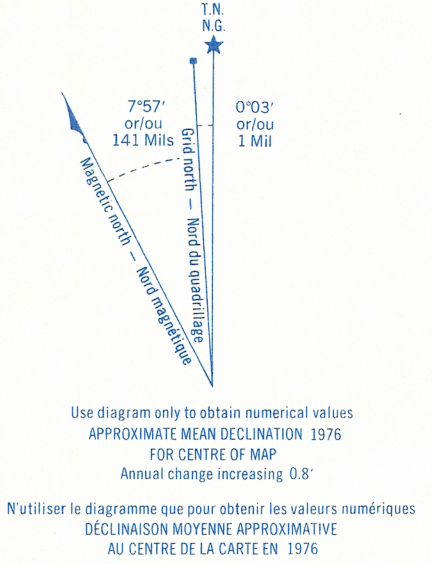 T.N.
N.G.
7°57′
or/ou
141 Mils
0°03′
or/ou
1 Mil
Grid north — Nord du quadrillage
Magnetic north — Nord magnétique
Use diagram only to obtain numerical values
APPROXIMATE MEAN DECLINATION 1976
FOR CENTRE OF MAP
Annual change increasing 0.8′
N'utiliser le diagramme que pour obtenir les valeurs numériques
DÉCLINAISON MOYENNE APPROXIMATIVE
AU CENTRE DE LA CARTE EN 1976